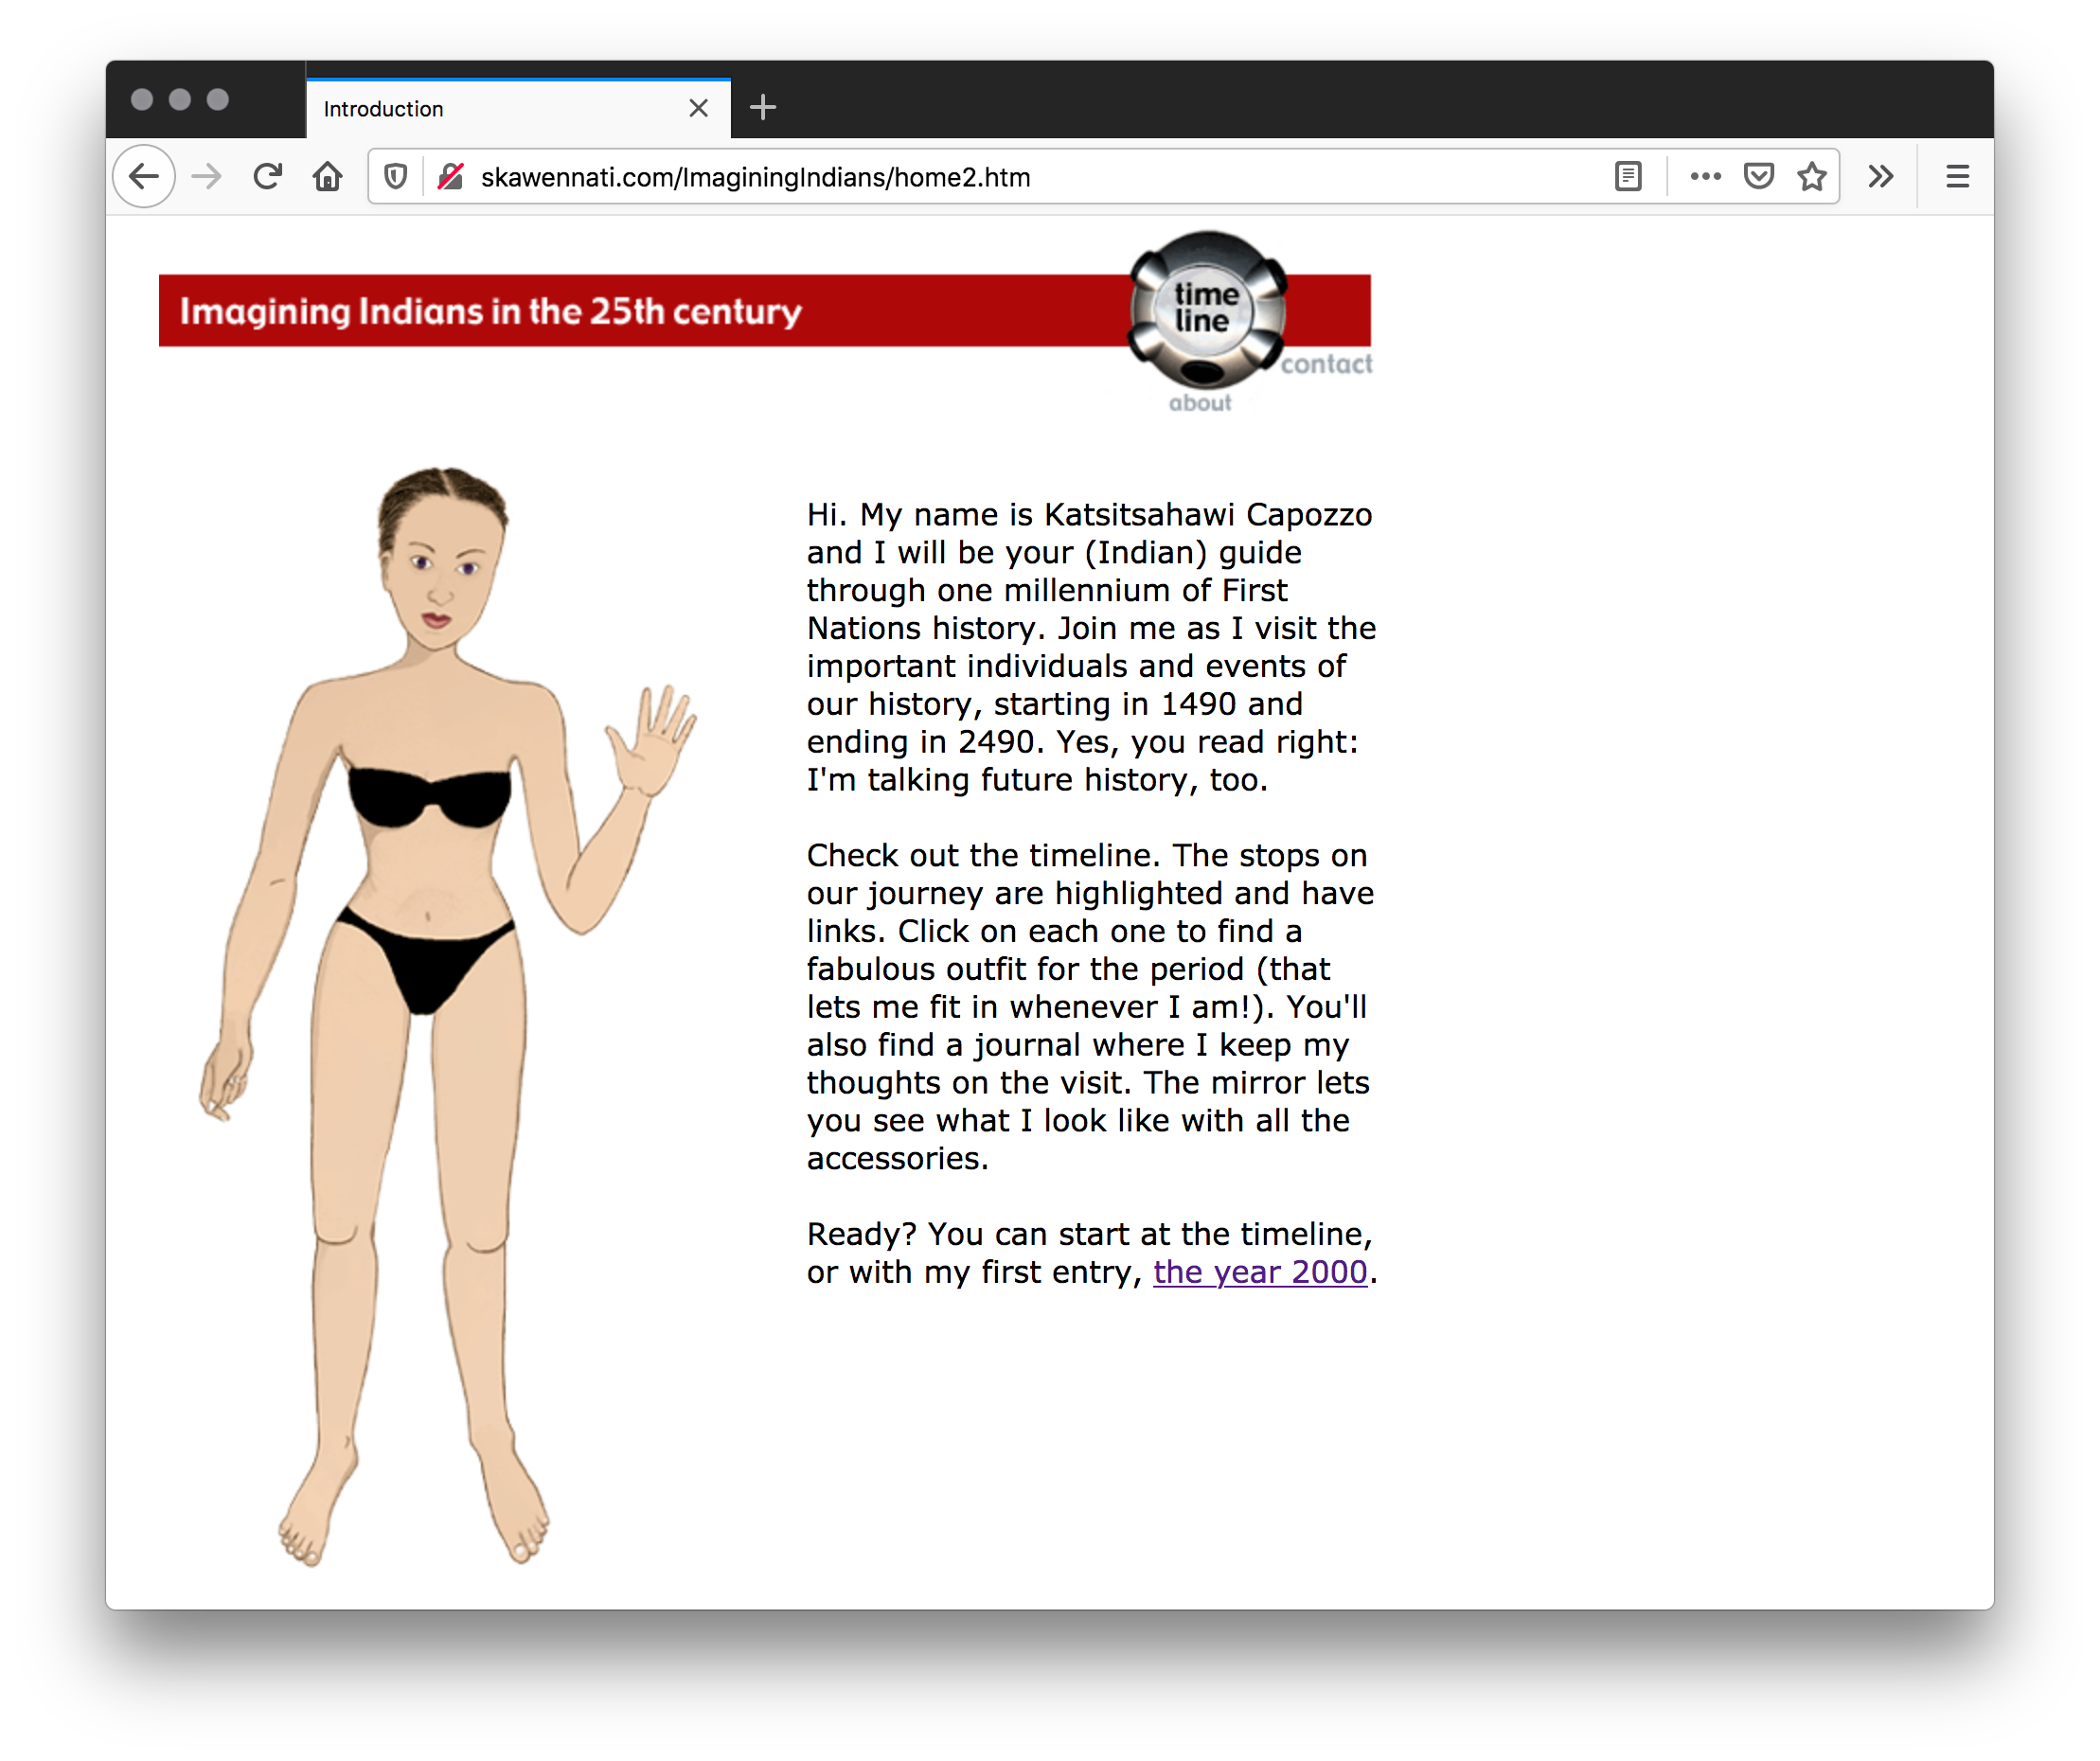 Introduction
skawennati.com/ImaginingIndians/home2.htm
Imagining Indians in the 25th century
time
line
contact
about
Hi. My name is Katsitsahawi Capozzo
and I will be your (Indian) guide
through one millennium of First
Nations history. Join me as I visit the
important individuals and events of
our history, starting in 1490 and
ending in 2490. Yes, you read right:
I'm talking future history, too.
Check out the timeline. The stops on
our journey are highlighted and have
links. Click on each one to find a
fabulous outfit for the period (that
lets me fit in whenever I am!). You'll
also find a journal where I keep my
thoughts on the visit. The mirror lets
you see what I look like with all the
accessories.
Ready? You can start at the timeline,
or with my first entry, the year 2000.